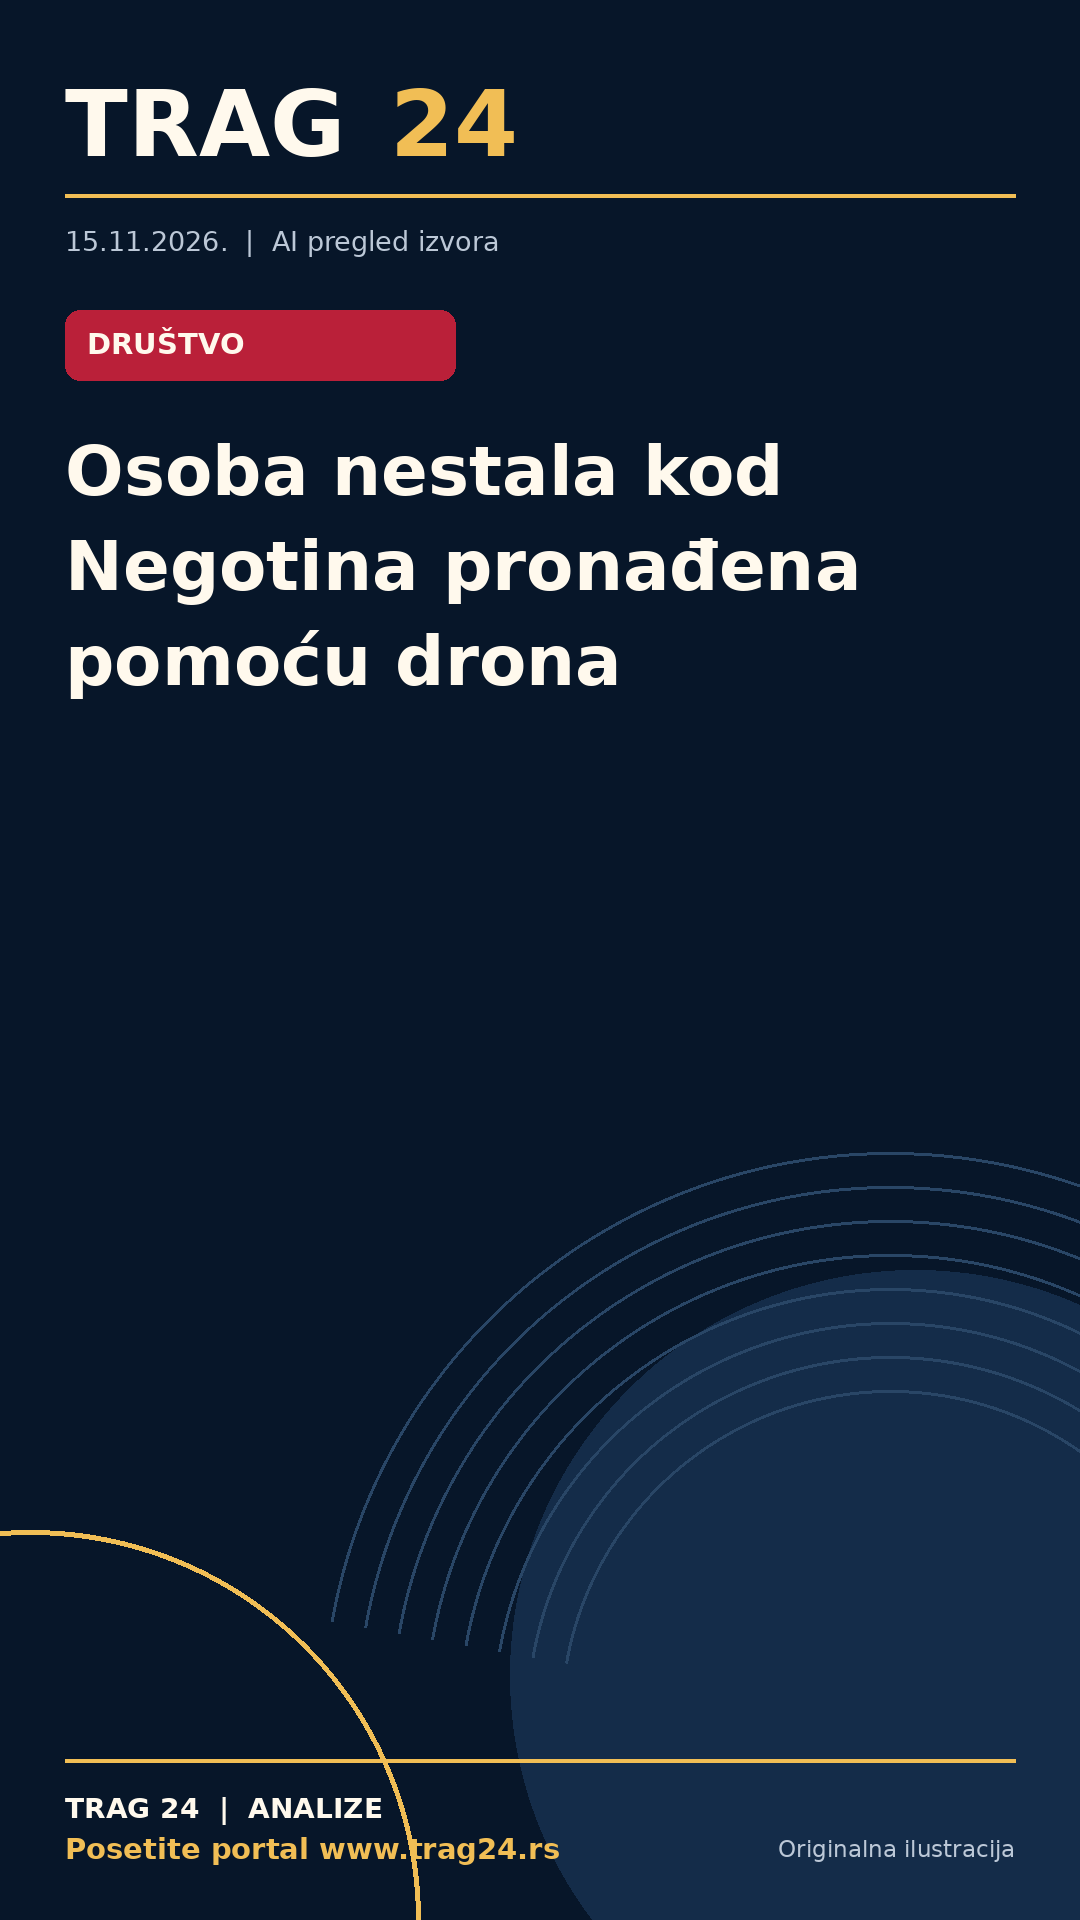 TRAG 24
15.11.2026. | AI pregled izvora
DRUŠTVO
Osoba nestala kod
Negotina pronađena
pomoću drona
TRAG 24 | ANALIZE
Posetite portal www.trag24.rs
Originalna ilustracija